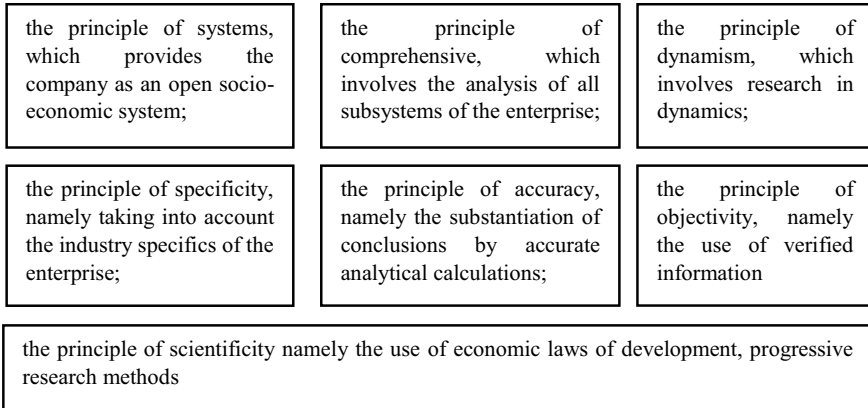 the principle of systems,
which provides the
company as an open socio-
economic system;
the principle of
comprehensive, which
involves the analysis of all
subsystems of the enterprise;
the principle of
dynamism, which
involves research in
dynamics;
the principle of specificity,
namely taking into account
the industry specifics of the
enterprise;
the principle of accuracy,
namely the substantiation of
conclusions by accurate
analytical calculations;
the principle of
objectivity, namely
the use of verified
information
the principle of scientificity namely the use of economic laws of development, progressive
research methods